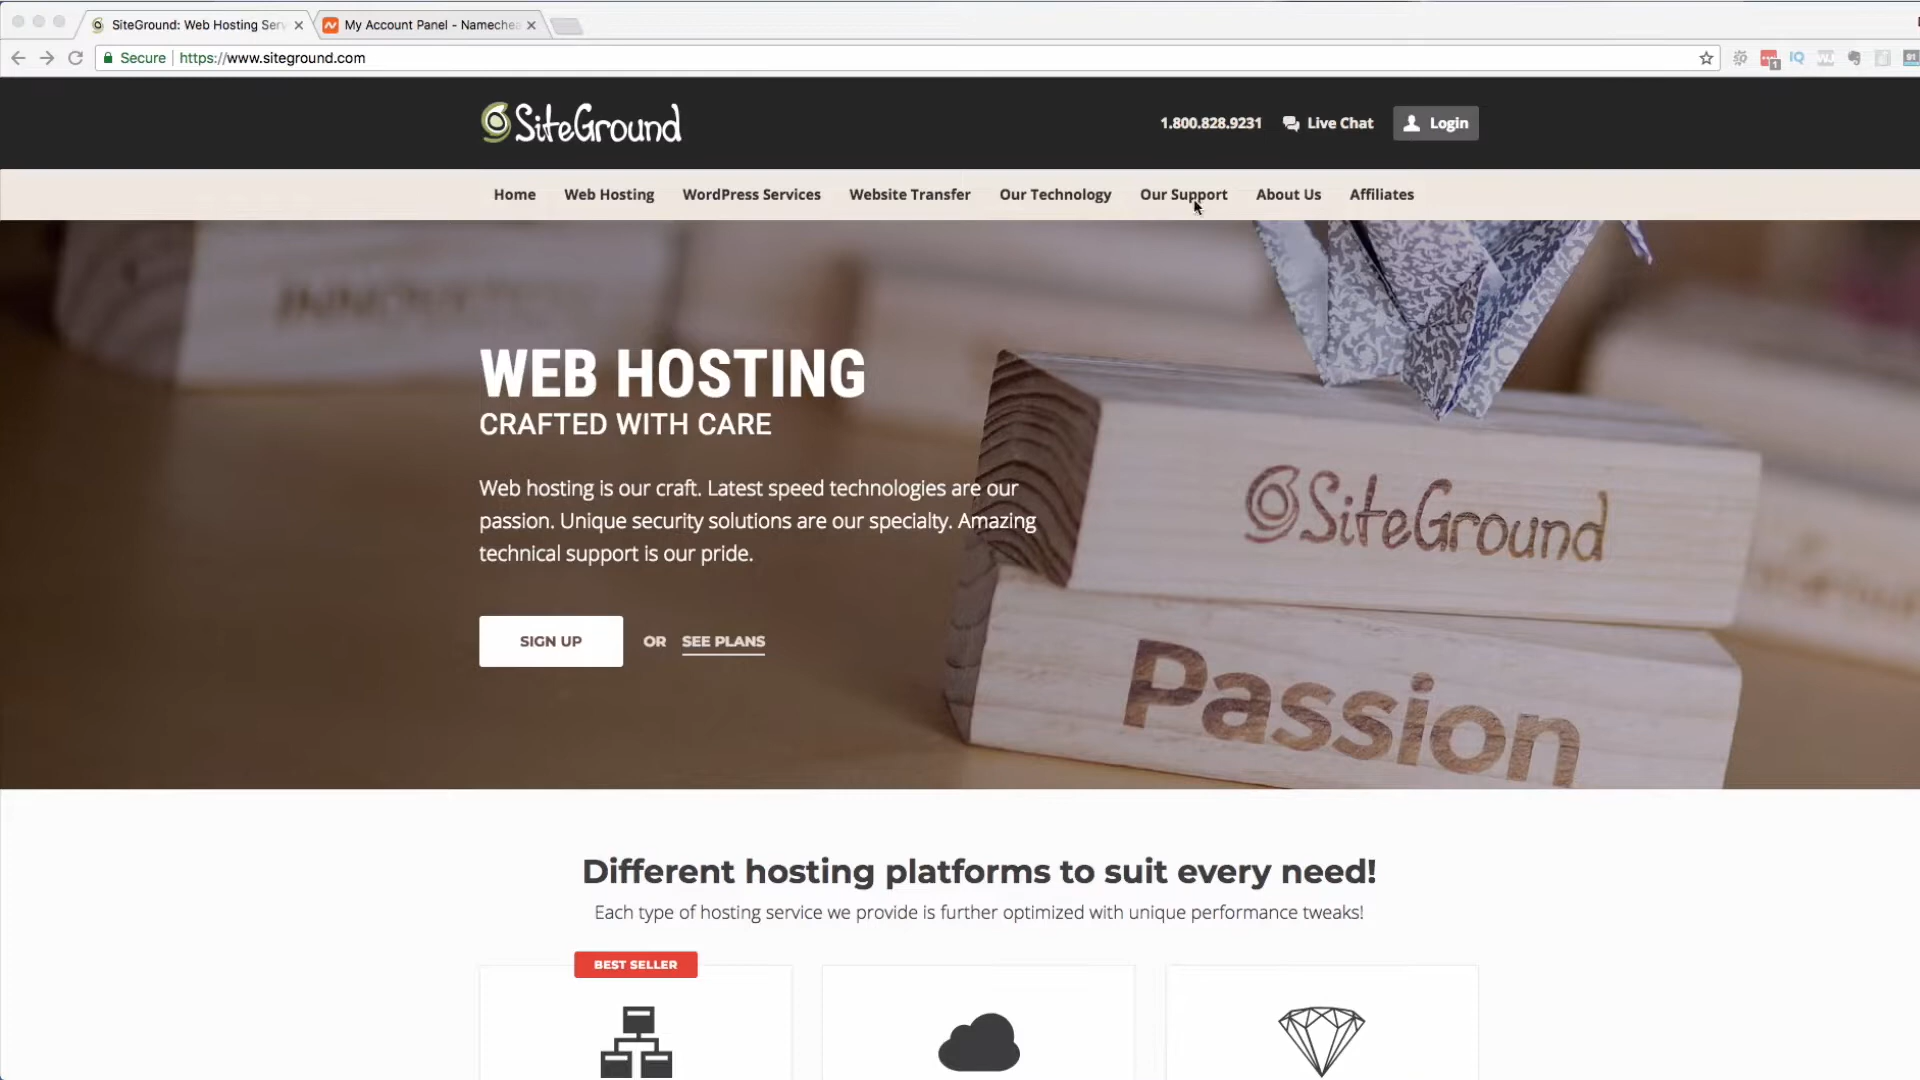 SiteGround: Web Hosting Ser
My Account Panel - Namechea
Secure
https://www.siteground.com
SiteGround
1.800.828.9231
Live Chat
Login
Home
Web Hosting
WordPress Services
Website Transfer
Our Technology
Our Support
About Us
Affiliates
WEB HOSTING
CRAFTED WITH CARE
Web hosting is our craft. Latest speed technologies are our
passion. Unique security solutions are our specialty. Amazing
technical support is our pride.
SIGN UP
OR
SEE PLANS
SiteGround
Passion
Different hosting platforms to suit every need!
Each type of hosting service we provide is further optimized with unique performance tweaks!
BEST SELLER